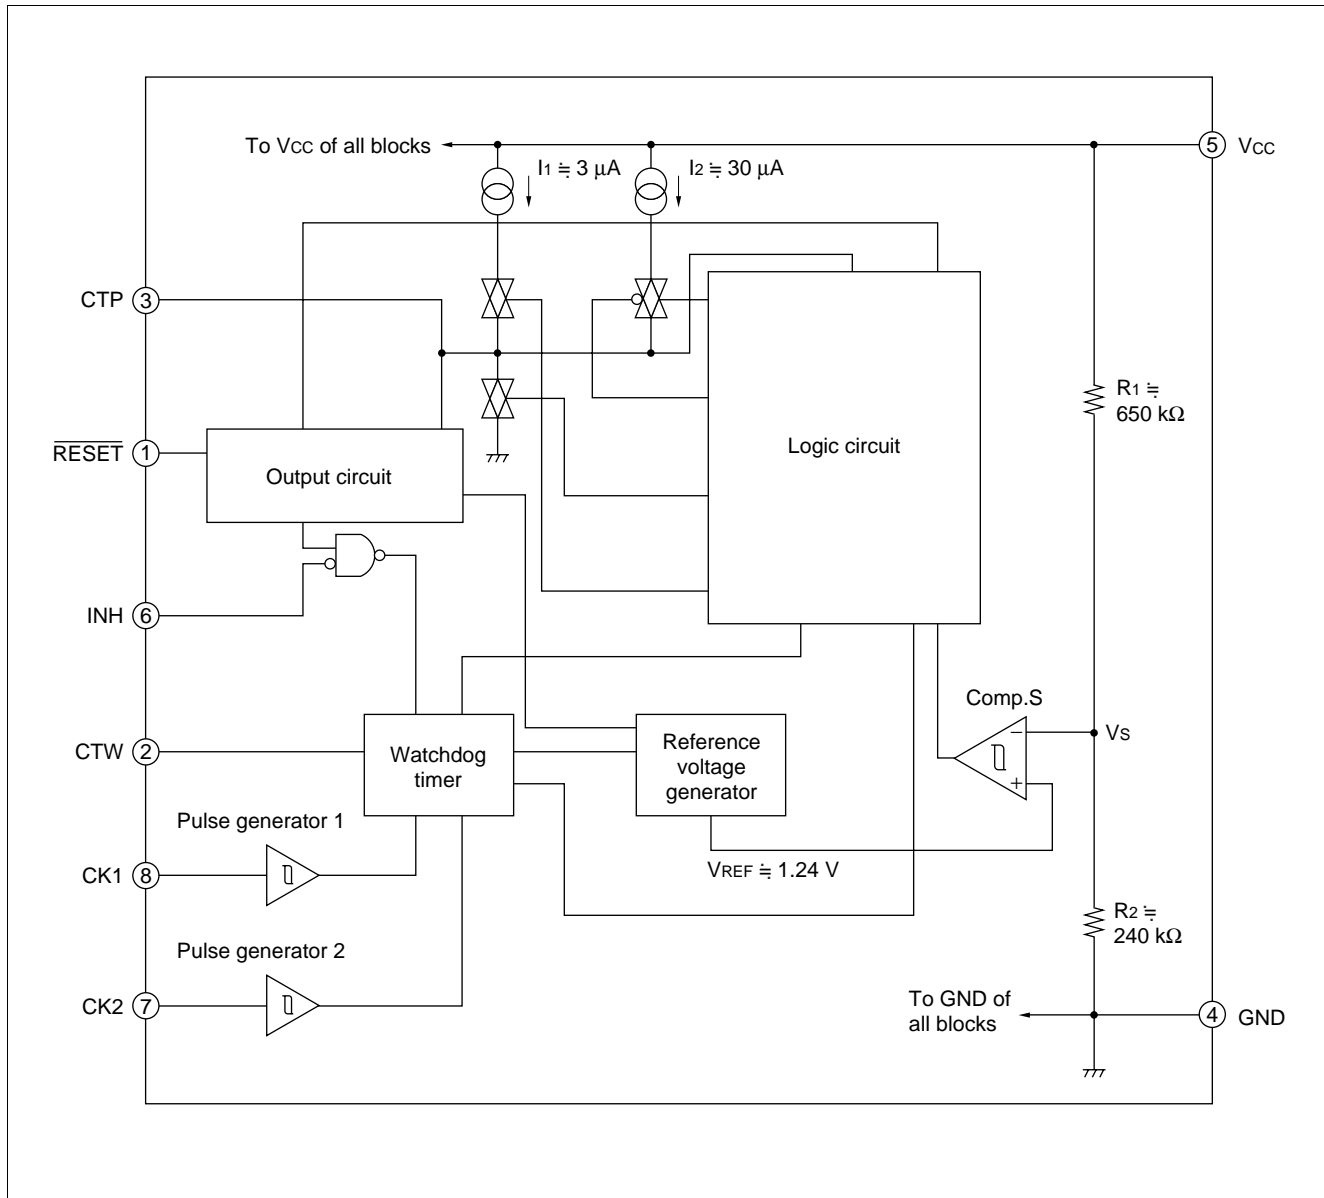 To VCC of all blocks
I1 ≒ 3 μA
I2 ≒ 30 μA
5
VCC
CTP
3
R1 ≒
650 kΩ
RESET
1
Output circuit
Logic circuit
INH
6
Comp.S
CTW
2
Watchdog
timer
Reference
voltage
generator
−
+
VS
Pulse generator 1
CK1
8
VREF ≒ 1.24 V
R2 ≒
240 kΩ
Pulse generator 2
CK2
7
To GND of
all blocks
4
GND